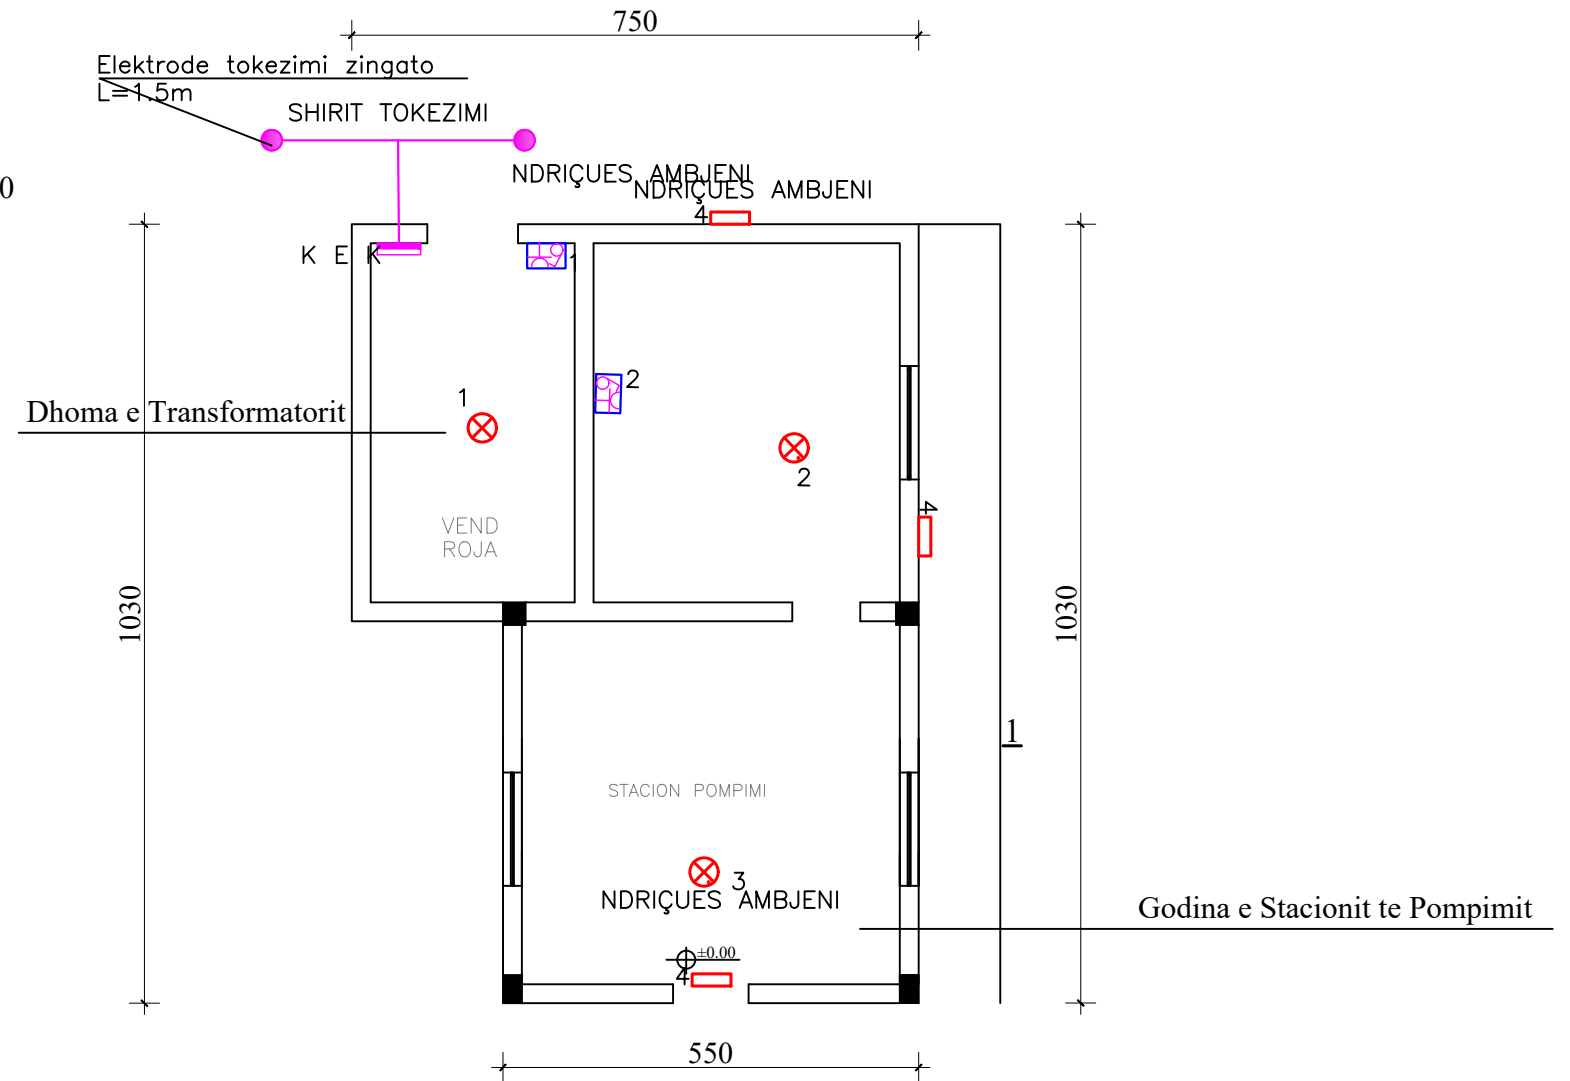 750
Elektrode tokezimi zingato
L=1.5m
SHIRIT TOKEZIMI
NDRIÇUES AMBJENI
NDRIÇUES AMBJENI
0
4
K E K
1
2
1
Dhoma e Transformatorit
2
4
VEND
ROJA
1030
1030
1
STACION POMPIMI
3
NDRIÇUES AMBJENI
Godina e Stacionit te Pompimit
±0.00
4
550